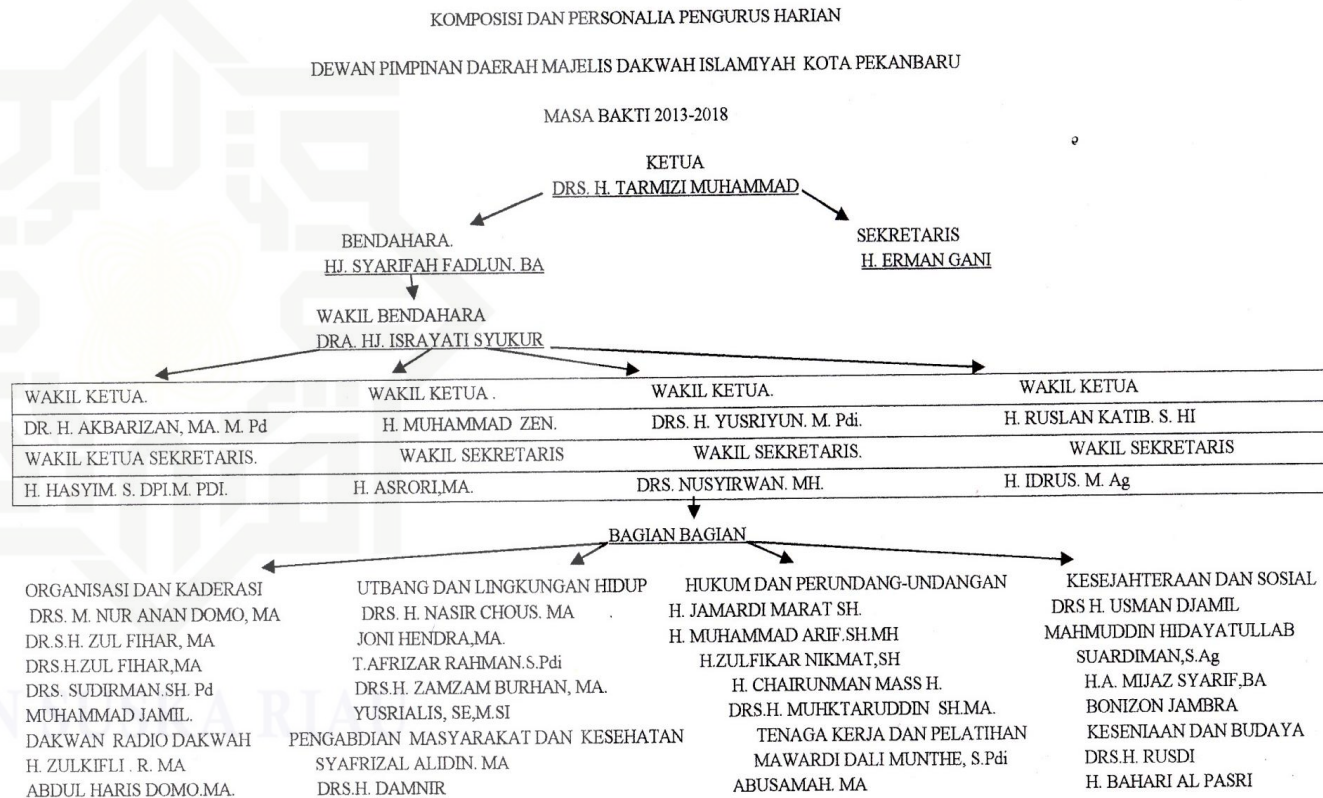 KOMPOSISI DAN PERSONALIA PENGURUS HARIAN
DEWAN PIMPINAN DAERAH MAJELIS DAKWAH ISLAMIYAH KOTA PEKANBARU
MASA BAKTI 2013-2018
KETUA
DRS. H. TARMIZI MUHAMMAD
BENDAHARA.
HJ. SYARIFAH FADLUN. BA
SEKRETARIS
H. ERMAN GANI
WAKIL BENDAHARA
DRA. HJ. ISRAYATI SYUKUR
WAKIL KETUA. WAKIL KETUA . WAKIL KETUA. WAKIL KETUA
DR. H. AKBARIZAN, MA. M. Pd H. MUHAMMAD ZEN. DRS. H. YUSRIYUN. M. Pdi. H. RUSLAN KATIB. S. HI
WAKIL KETUA SEKRETARIS. WAKIL SEKRETARIS WAKIL SEKRETARIS. WAKIL SEKRETARIS
H. HASYIM. S. DPI.M. PDI. H. ASRORI,MA. DRS. NUSYIRWAN. MH. H. IDRUS. M. Ag
BAGIAN BAGIAN
ORGANISASI DAN KADERASI
DRS. M. NUR ANAN DOMO, MA
DR.S.H. ZUL FIHAR, MA
DRS.H.ZUL FIHAR,MA
DRS. SUDIRMAN.SH. Pd
MUHAMMAD JAMIL.
DAKWAN RADIO DAKWAH
H. ZULKIFLI . R. MA
ABDUL HARIS DOMO.MA.
UTBANG DAN LINGKUNGAN HIDUP
DRS. H. NASIR CHOUS. MA
JONI HENDRA,MA.
T.AFRIZAR RAHMAN.S.Pdi
DRS.H. ZAMZAM BURHAN, MA.
YUSRIALIS, SE,M.SI
PENGABDIAN MASYARAKAT DAN KESEHATAN
SYAFRIZAL ALIDIN. MA
DRS.H. DAMNIR
HUKUM DAN PERUNDANG-UNDANGAN
H. JAMARDI MARAT SH.
H. MUHAMMAD ARIF.SH.MH
H.ZULFIKAR NIKMAT,SH
H. CHAIRUNMAN MASS H.
DRS.H. MUHKTARUDDIN SH.MA.
TENAGA KERJA DAN PELATIHAN
MAWARDI DALI MUNTHE, S.Pdi
ABUSAMAH. MA
KESEJAHTERAAN DAN SOSIAL
DRS H. USMAN DJAMIL
MAHMUDDIN HIDAYATULLAB
SUARDIMAN,S.Ag
H.A. MIJAZ SYARIF,BA
BONIZON JAMBRA
KESENIAAN DAN BUDAYA
DRS.H. RUSDI
H. BAHARI AL PASRI